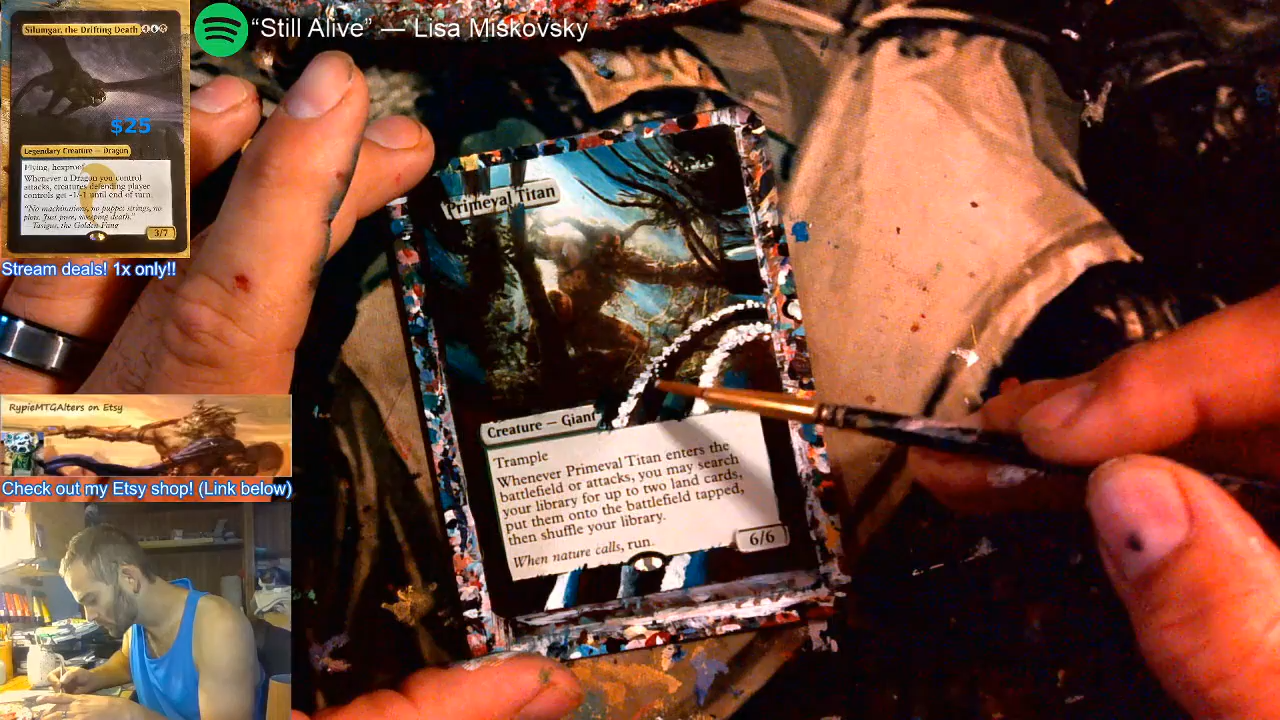 Silumgar, the Drifting Death
"Still Alive" — Lisa Miskovsky
$25
Legendary Creature — Dragon
Flying, hexproof
Whenever a Dragon you control
attacks, creatures defending player
controls get -1/-1 until end of turn.
"No machinations, no puppet strings, no
plow. Just pure, sweeping death."
— Tasigur, the Golden Fang
3/7
Stream deals! 1x only!!
RypieMTGAlters on Etsy
Check out my Etsy shop! (Link below)
Primeval Titan
Creature — Giant
Trample
Whenever Primeval Titan enters the
battlefield or attacks, you may search
your library for up to two land cards,
put them onto the battlefield tapped,
then shuffle your library.
When nature calls, run.
6/6